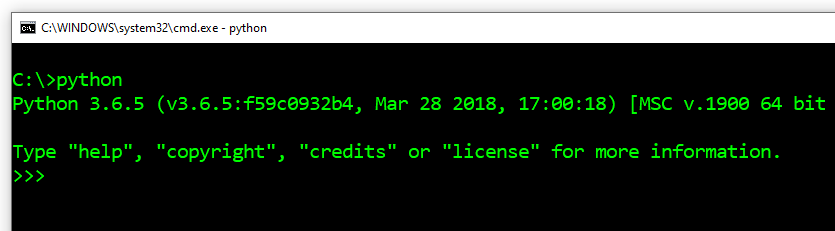 C:\WINDOWS\system32\cmd.exe - python
C:\>python
Python 3.6.5 (v3.6.5:f59c0932b4, Mar 28 2018, 17:00:18) [MSC v.1900 64 bit
Type "help", "copyright", "credits" or "license" for more information.
>>>